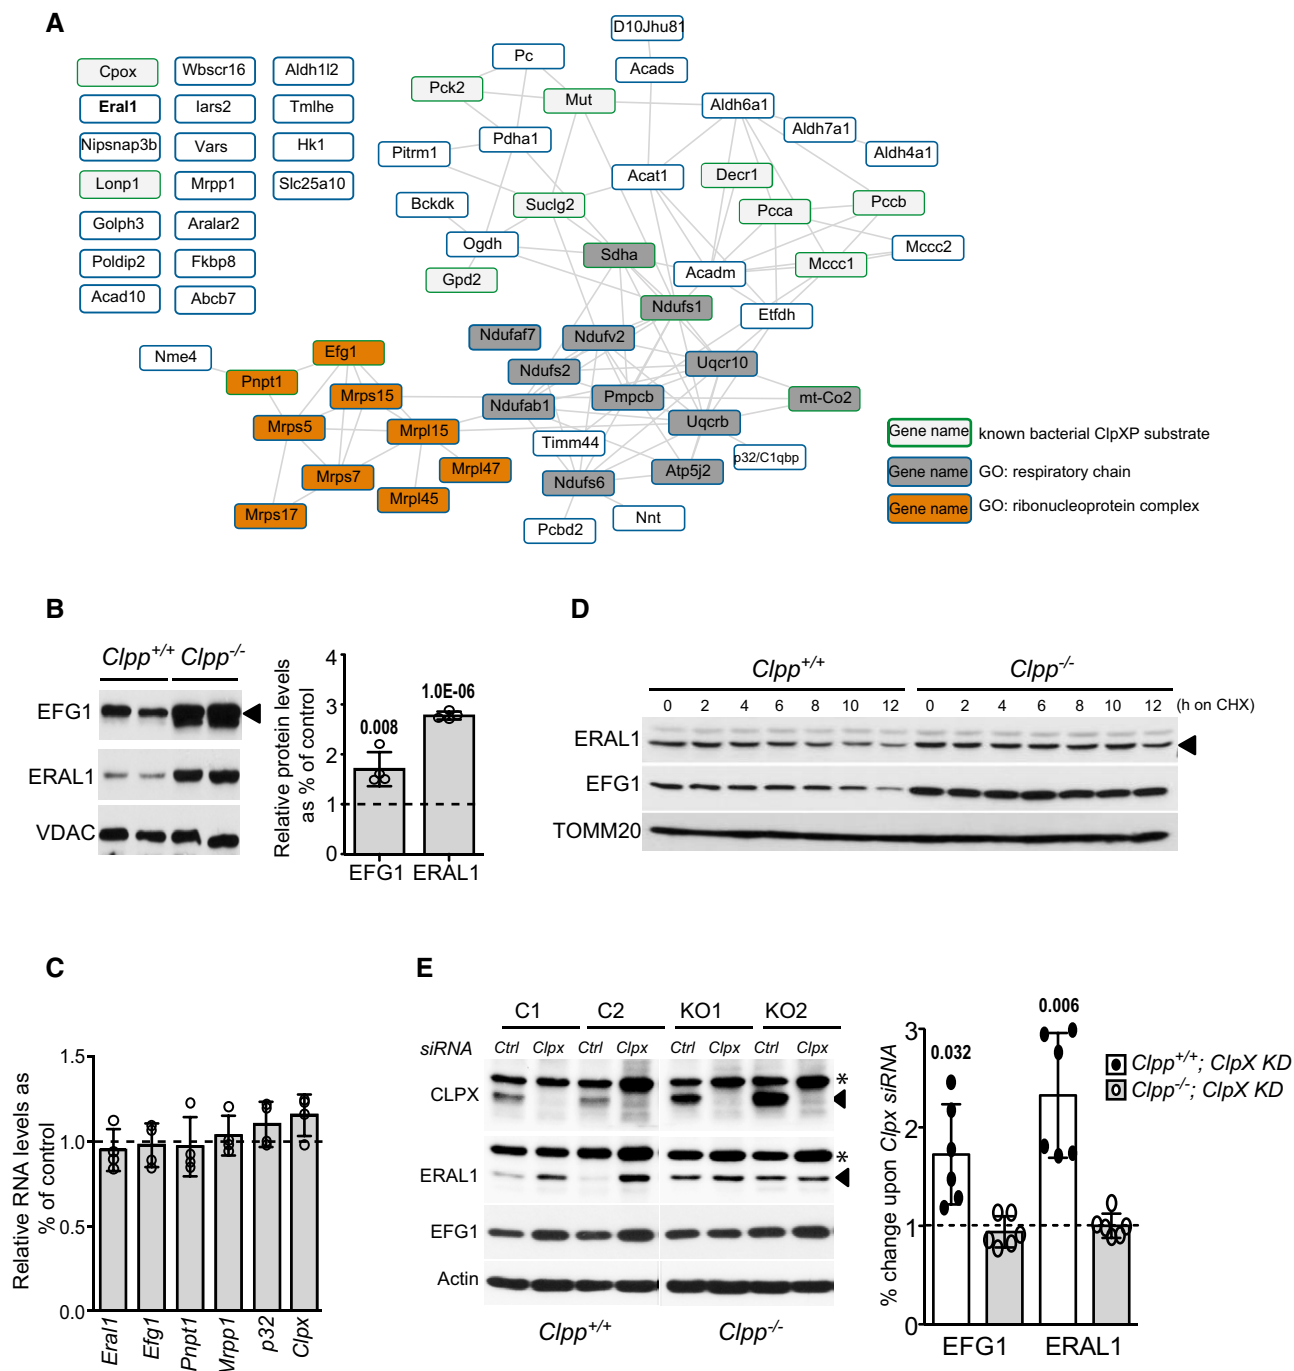 A
D10Jhu81
Pc
Acads
Cpox
Wbscr16
Aldh1l2
Pck2
Mut
Eral1
Iars2
Tmlhe
Aldh6a1
Aldh7a1
Nipsnap3b
Vars
Hk1
Pdha1
Pitrm1
Aldh4a1
Lonp1
Mrpp1
Slc25a10
Acat1
Decr1
Bckdk
Suclg2
Pcca
Pccb
Golph3
Aralar2
Ogdh
Sdha
Mccc2
Poldip2
Fkbp8
Gpd2
Acadm
Mccc1
Acad10
Abcb7
Ndufs1
Etfdh
Ndufaf7
Ndufv2
Nme4
Efg1
Uqcr10
Pnpt1
Ndufs2
Mrps15
Pmpcb
mt-Co2
Ndufab1
Mrps5
Mrpl15
Uqcrb
Timm44
p32/C1qbp
Mrps7
Mrpl47
Ndufs6
Atp5j2
Mrpl45
Mrps17
Pcbd2
Nnt
Gene name known bacterial ClpXP substrate
Gene name GO: respiratory chain
Gene name GO: ribonucleoprotein complex
B
Clpp+/+ Clpp-/-
EFG1
ERAL1
VDAC
Relative protein levels
as % of control
4
3
2
1
0
0.008
1.0E-06
EFG1 ERAL1
D
Clpp+/+ Clpp-/-
0 2 4 6 8 10 12 0 2 4 6 8 10 12 (h on CHX)
ERAL1
EFG1
TOMM20
C
Relative RNA levels as
% of control
1.5
1.0
0.5
0.0
Eral1
Efg1
Pnpt1
Mrpp1
p32
Clpx
E
C1 C2 KO1 KO2
siRNA Ctrl Clpx Ctrl Clpx Ctrl Clpx Ctrl Clpx
CLPX *
ERAL1 *
EFG1
Actin
Clpp+/+ Clpp-/-
% change upon Clpx siRNA
3
2
1
0
0.032
0.006
Clpp+/+; ClpX KD
Clpp-/-; ClpX KD
EFG1 ERAL1